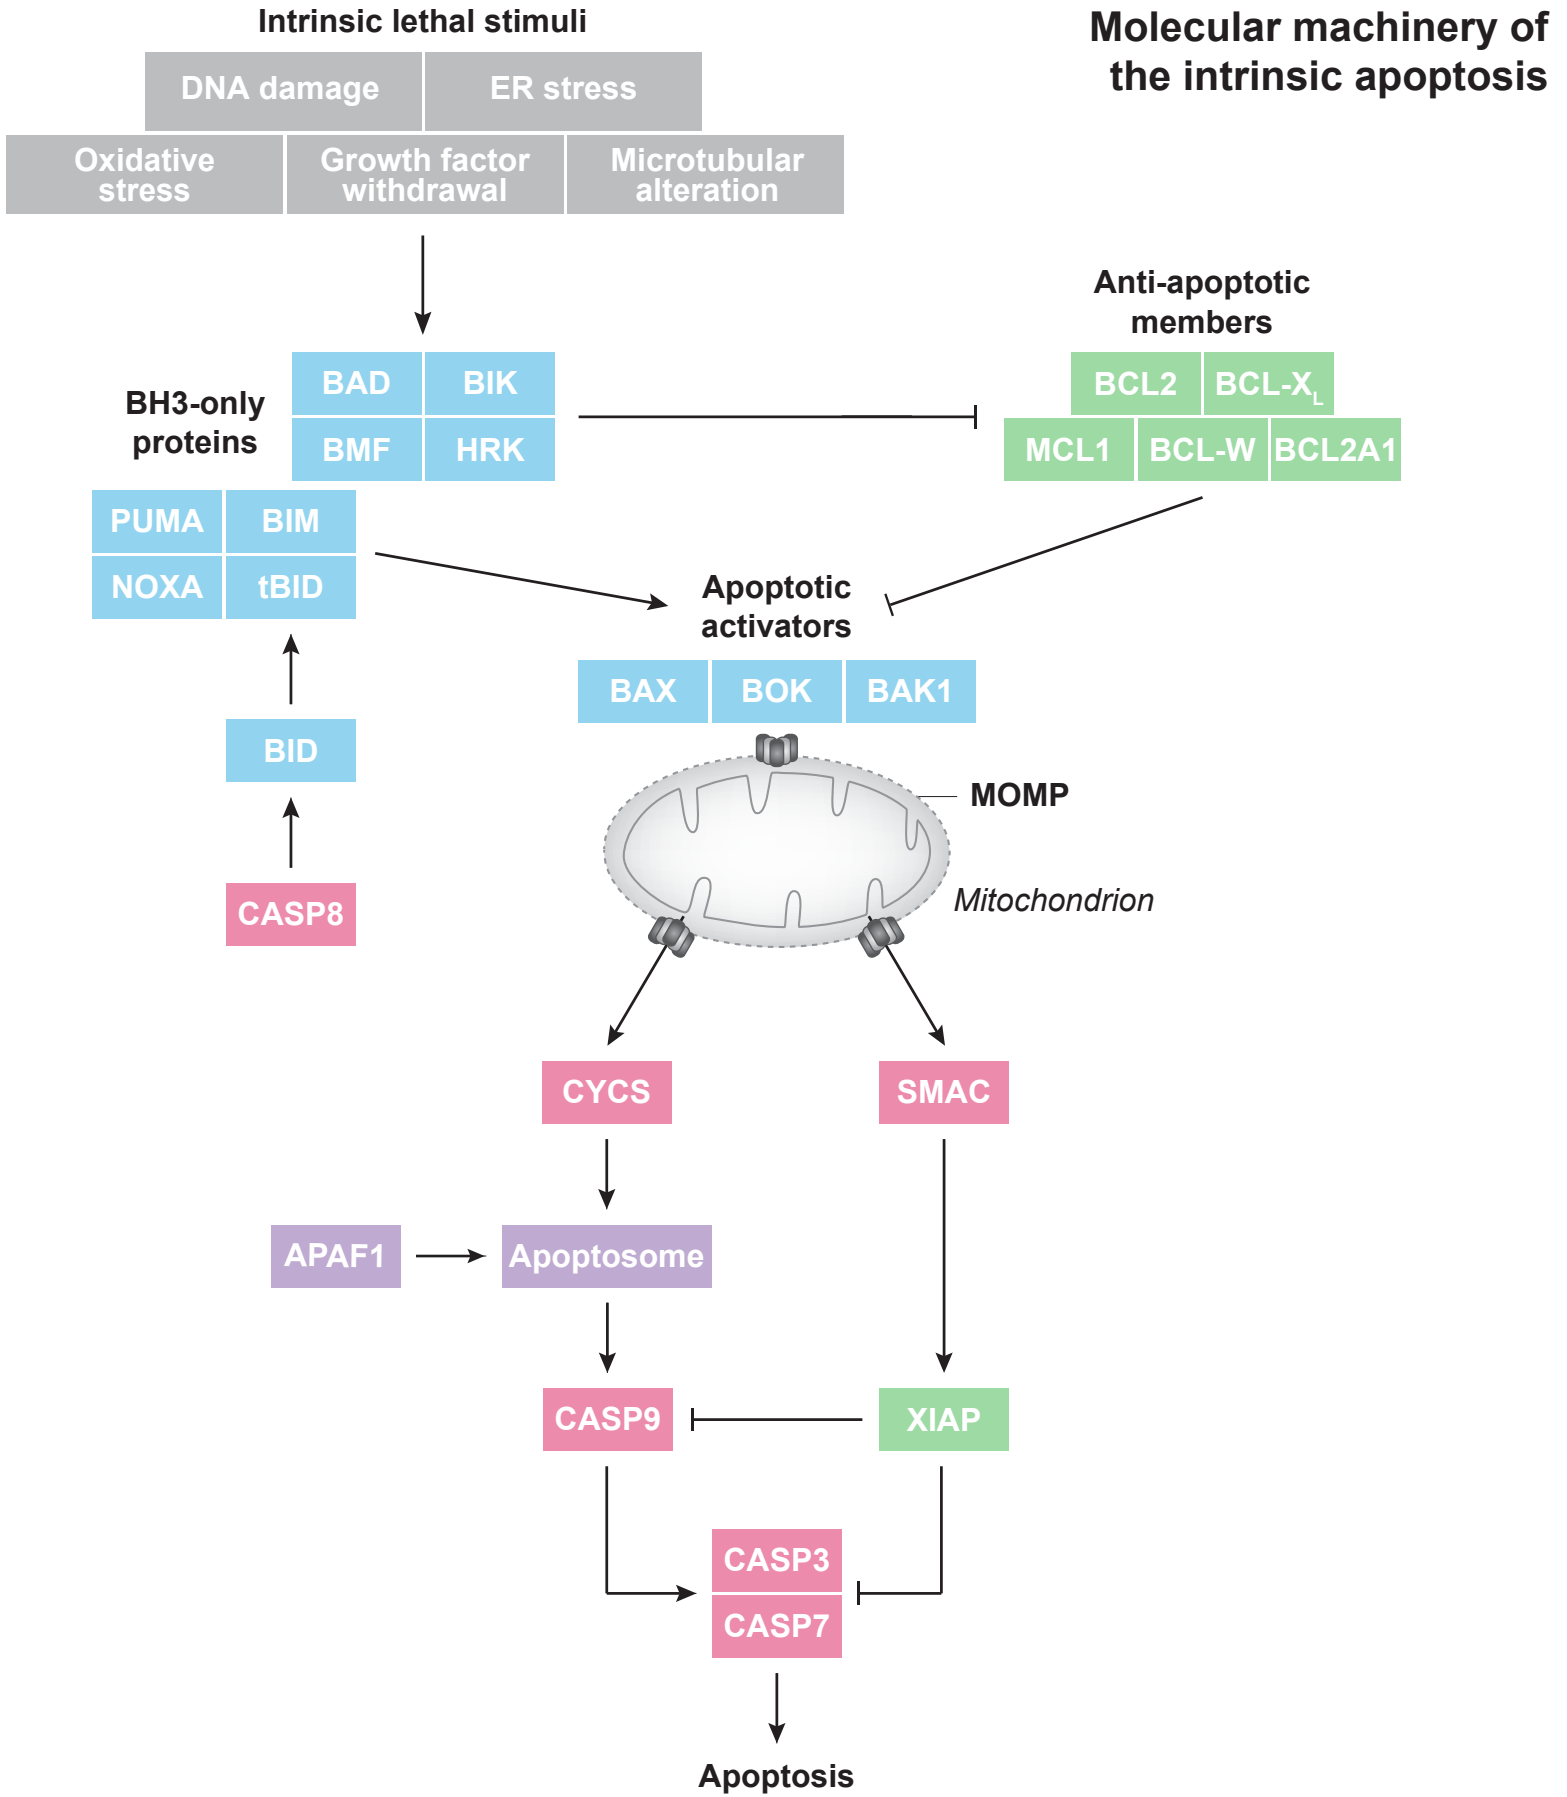 Intrinsic lethal stimuli
Molecular machinery of
the intrinsic apoptosis
DNA damage
ER stress
Oxidative
stress
Growth factor
withdrawal
Microtubular
alteration
Anti-apoptotic
members
BH3-only
proteins
BAD
BIK
BMF
HRK
BCL2
BCL-XL
MCL1
BCL-W
BCL2A1
PUMA
BIM
NOXA
tBID
Apoptotic
activators
BAX
BOK
BAK1
BID
MOMP
CASP8
Mitochondrion
CYCS
SMAC
APAF1
Apoptosome
CASP9
XIAP
CASP3
CASP7
Apoptosis